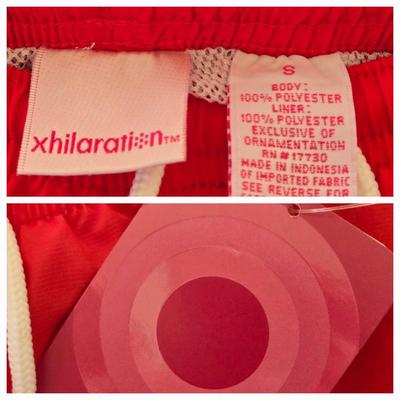 xhilaration™
S
BODY:
100% POLYESTER
LINER:
100% POLYESTER
EXCLUSIVE OF
ORNAMENTATION
RN#17730
MADE IN INDONESIA
OF IMPORTED FABRIC
SEE REVERSE FOR